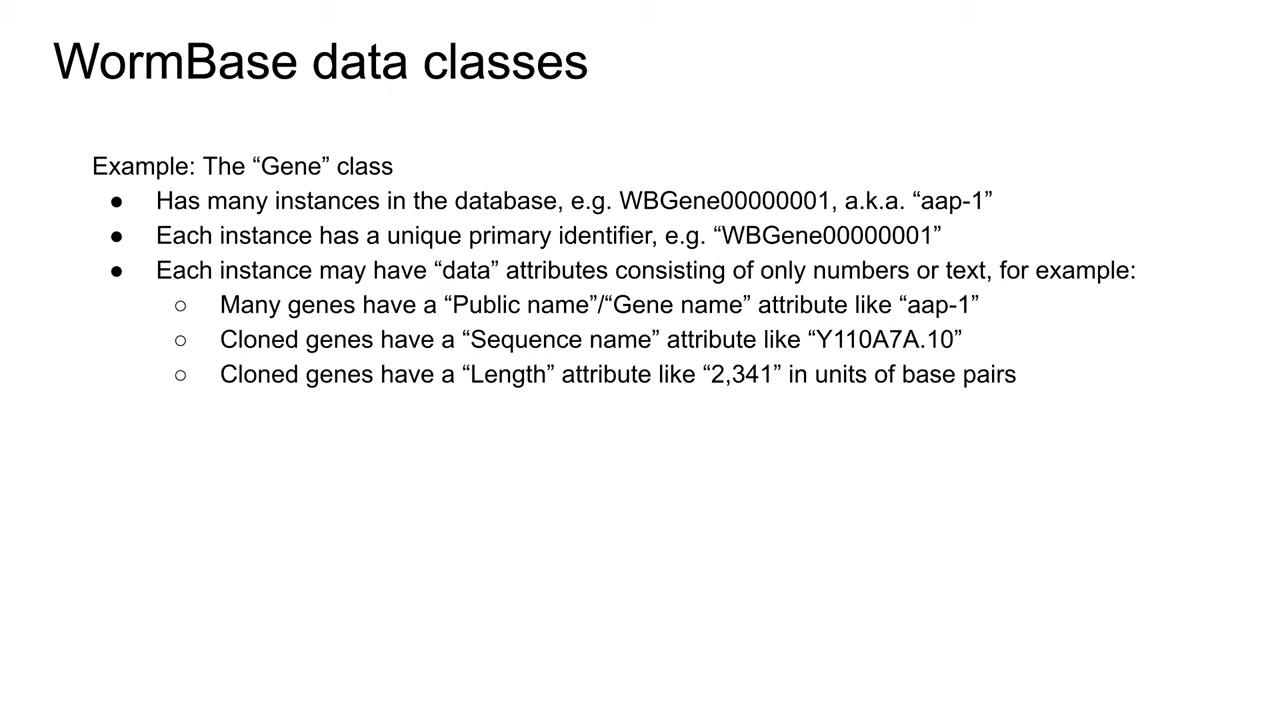 WormBase data classes
Example: The “Gene” class
● Has many instances in the database, e.g. WBGene00000001, a.k.a. “aap-1”
● Each instance has a unique primary identifier, e.g. “WBGene00000001”
● Each instance may have “data” attributes consisting of only numbers or text, for example:
○ Many genes have a “Public name”/“Gene name” attribute like “aap-1”
○ Cloned genes have a “Sequence name” attribute like “Y110A7A.10”
○ Cloned genes have a “Length” attribute like “2,341” in units of base pairs